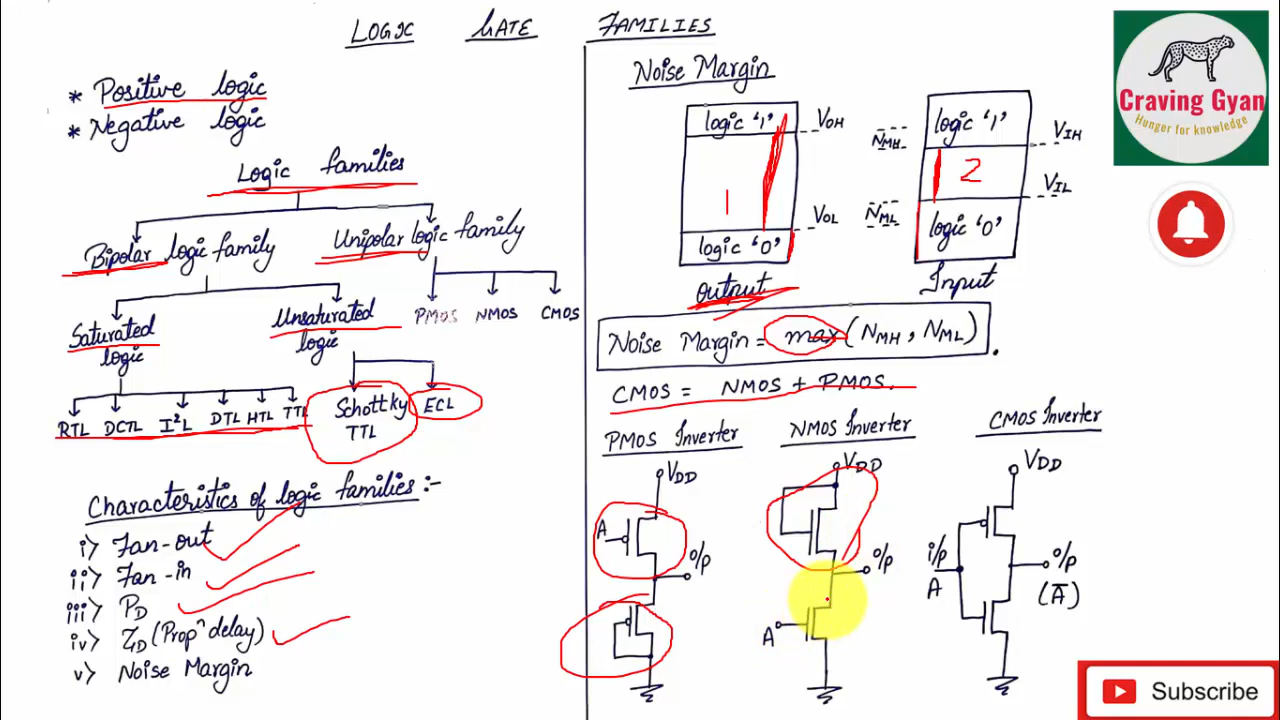 LOGIC GATE FAMILIES
* Positive logic
* Negative logic
Logic families
Bipolar logic family
Unipolar logic family
Saturated logic
Unsaturated logic
PMOS NMOS CMOS
RTL DCTL I²L DTL HTL TTL
Schottky TTL
ECL
Characteristics of logic families :-
i> Fan-out
ii> Fan-in
iii> PD
iv> ZD (Propⁿ delay)
v> Noise Margin
Noise Margin
logic '1'
VOH
1
VOL
logic '0'
Output
logic '1'
NMH
VIH
2
VIL
NML
logic '0'
Input
Noise Margin = max (NMH, NML).
CMOS = NMOS + PMOS.
PMOS Inverter
VDD
A
o/p
NMOS Inverter
VDD
o/p
A
CMOS Inverter
VDD
i/p
A
o/p
(A̅)
Craving Gyan
Hunger for knowledge
Subscribe